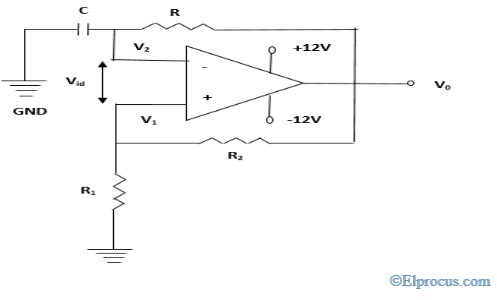 C
R
V₂
+12V
Vid
-
+
V₀
GND
V₁
-12V
R₂
R₁
©Elprocus.com